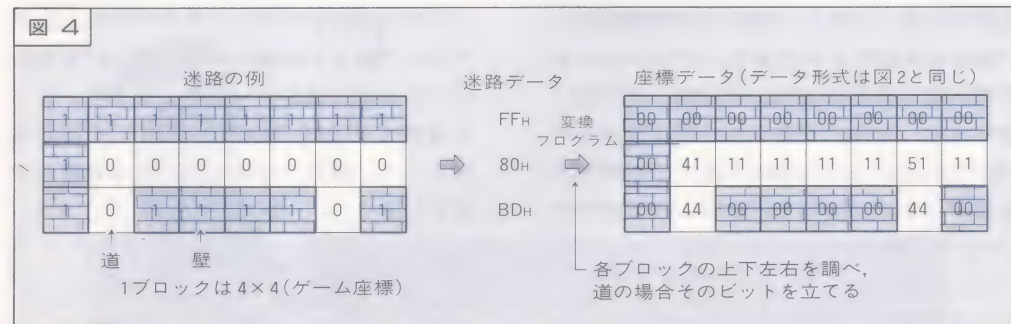 図 4
迷路の例
迷路データ
座標データ(データ形式は図2と同じ)
1 1 1 1 1 1 1 1
FFH
変換
プログラム
00 00 00 00 00 00 00 00
1 0 0 0 0 0 0 0
80H
00 41 11 11 11 11 51 11
1 0 1 1 1 1 0 1
BDH
00 44 00 00 00 00 44 00
道
壁
1ブロックは4×4(ゲーム座標)
各ブロックの上下左右を調べ,
道の場合そのビットを立てる